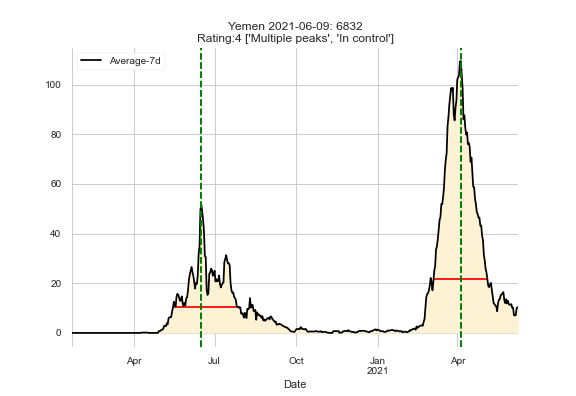 Yemen 2021-06-09: 6832
Rating:4 ['Multiple peaks', 'In control']
Average-7d
100
80
60
40
20
0
Apr
Jul
Oct
Jan
2021
Apr
Date